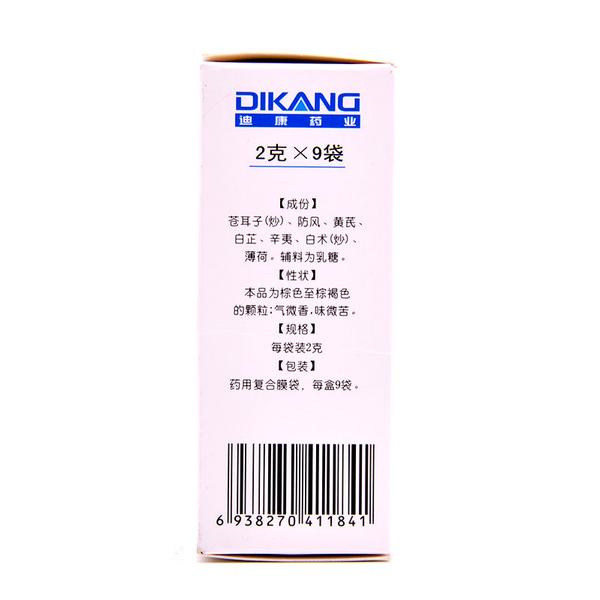 DIKANG
迪康药业
2克×9袋
【成份】
苍耳子(炒)、防风、黄芪、
白芷、辛夷、白术(炒)、
薄荷。辅料为乳糖。
【性状】
本品为棕色至棕褐色
的颗粒;气微香,味微苦。
【规格】
每袋装2克
【包装】
药用复合膜袋，每盒9袋。
6 938270 411841